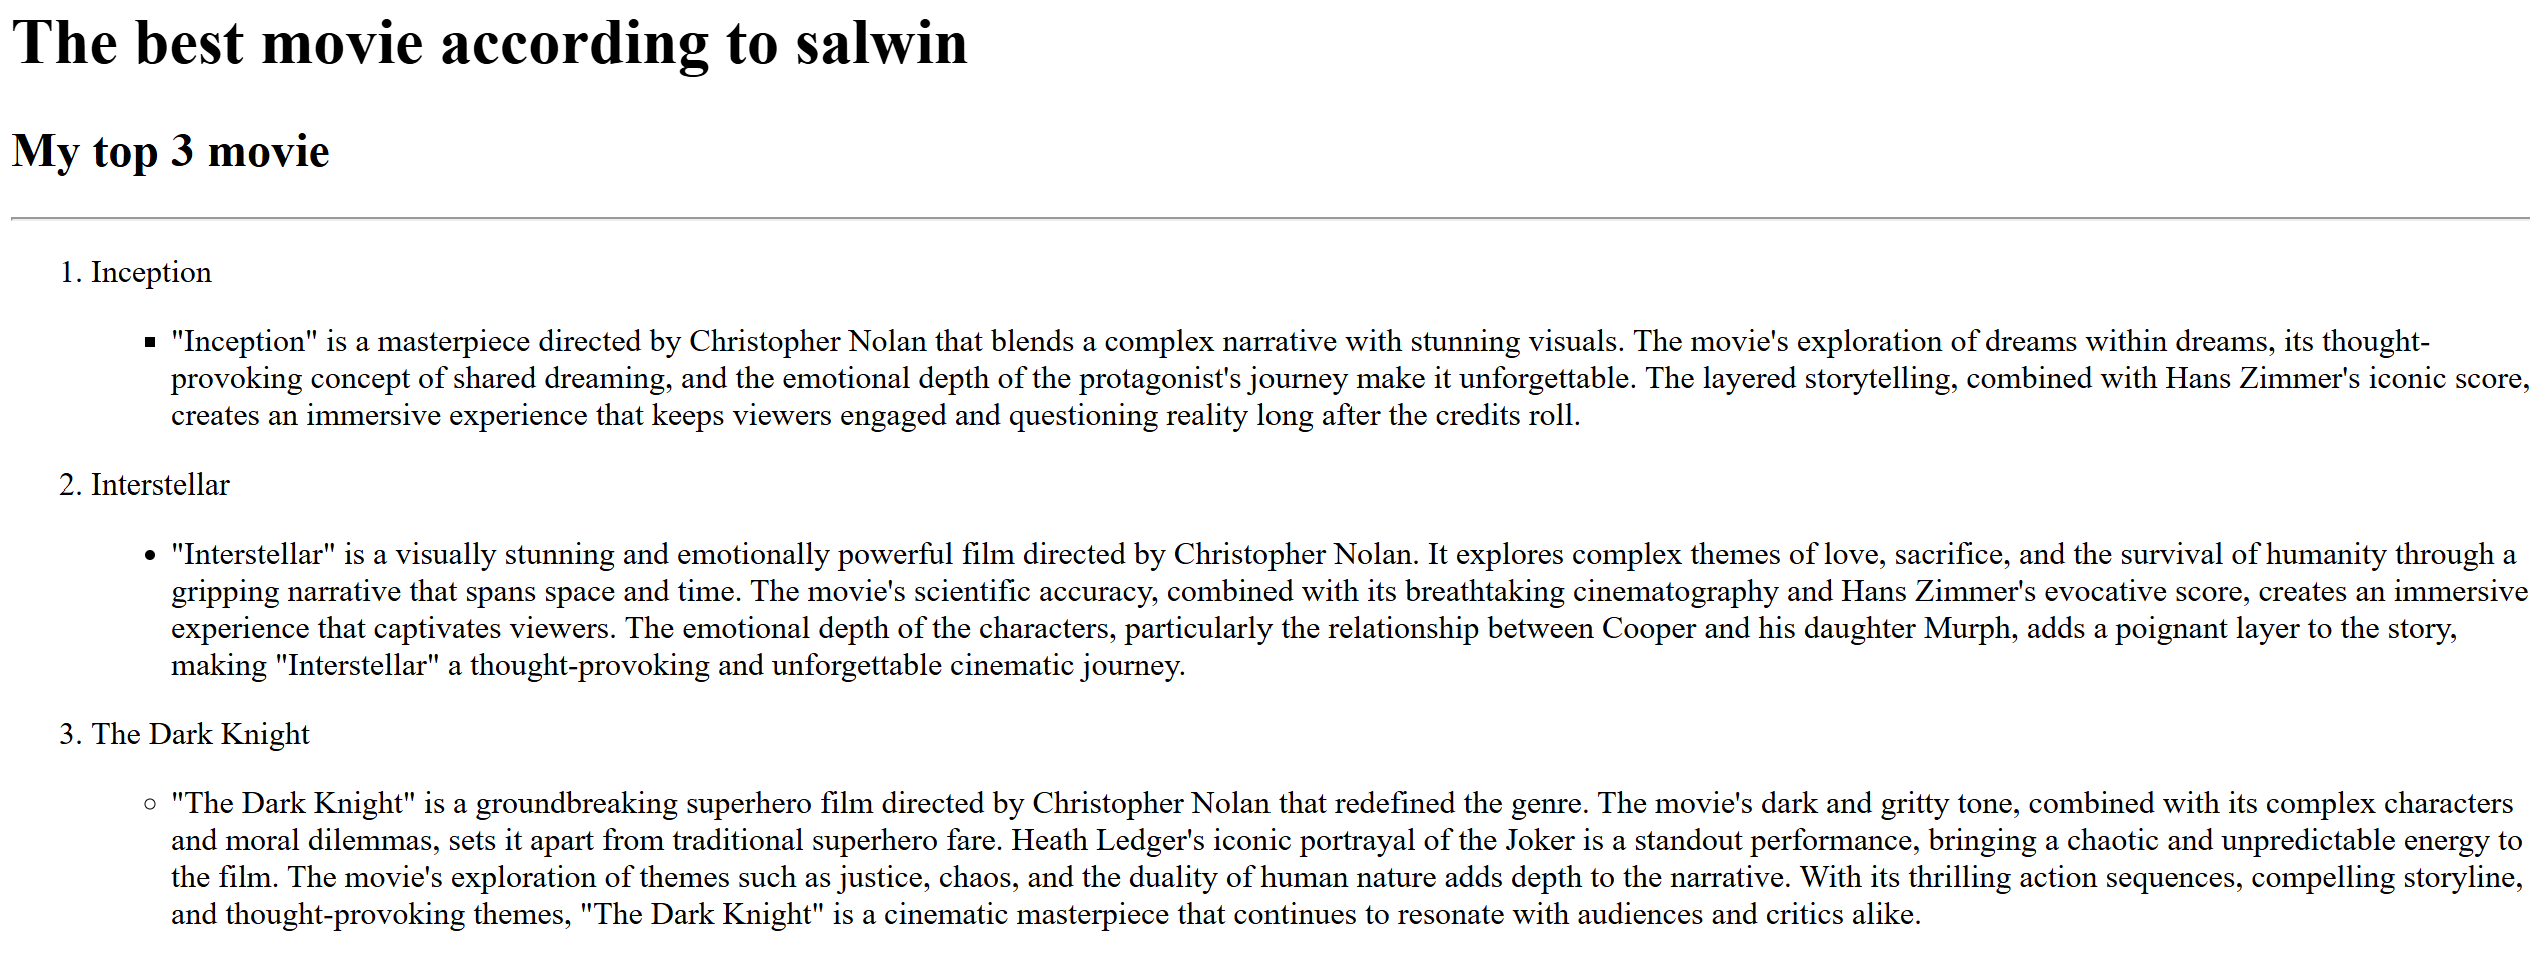 The best movie according to salwin
My top 3 movie
1. Inception
▪ "Inception" is a masterpiece directed by Christopher Nolan that blends a complex narrative with stunning visuals. The movie's exploration of dreams within dreams, its thought-
provoking concept of shared dreaming, and the emotional depth of the protagonist's journey make it unforgettable. The layered storytelling, combined with Hans Zimmer's iconic score,
creates an immersive experience that keeps viewers engaged and questioning reality long after the credits roll.
2. Interstellar
• "Interstellar" is a visually stunning and emotionally powerful film directed by Christopher Nolan. It explores complex themes of love, sacrifice, and the survival of humanity through a
gripping narrative that spans space and time. The movie's scientific accuracy, combined with its breathtaking cinematography and Hans Zimmer's evocative score, creates an immersive
experience that captivates viewers. The emotional depth of the characters, particularly the relationship between Cooper and his daughter Murph, adds a poignant layer to the story,
making "Interstellar" a thought-provoking and unforgettable cinematic journey.
3. The Dark Knight
◦ "The Dark Knight" is a groundbreaking superhero film directed by Christopher Nolan that redefined the genre. The movie's dark and gritty tone, combined with its complex characters
and moral dilemmas, sets it apart from traditional superhero fare. Heath Ledger's iconic portrayal of the Joker is a standout performance, bringing a chaotic and unpredictable energy to
the film. The movie's exploration of themes such as justice, chaos, and the duality of human nature adds depth to the narrative. With its thrilling action sequences, compelling storyline,
and thought-provoking themes, "The Dark Knight" is a cinematic masterpiece that continues to resonate with audiences and critics alike.